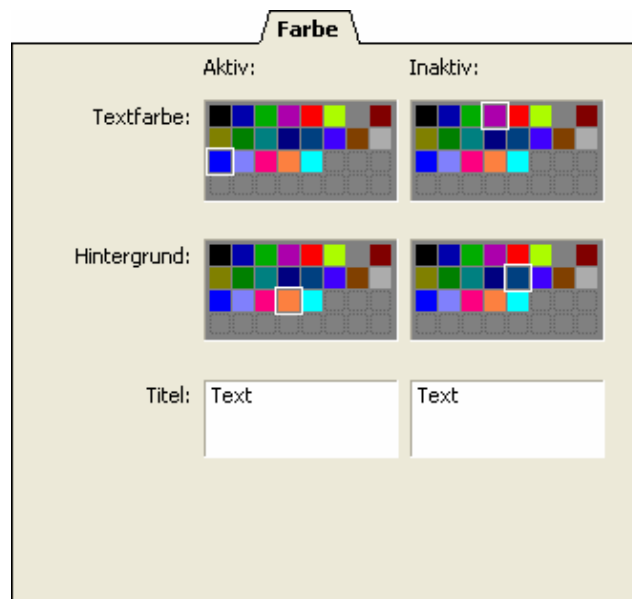 Farbe
Aktiv: Inaktiv:
Textfarbe:
Hintergrund:
Titel: Text Text